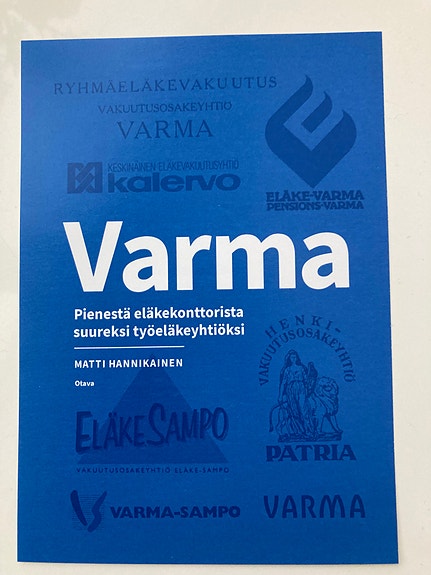 RYHMÄELÄKEVAKUUTUS
VAKUUTUSOSAKEYHTIÖ
VARMA
KESKINÄINEN ELÄKEVAKUUTUSYHTIÖ
kalervo
ELÄKE-VARMA
PENSIONS-VARMA
Varma
Pienestä eläkekonttorista
suureksi työeläkeyhtiöksi
MATTI HANNIKAINEN
Otava
HENKI-
VAKUUTUSOSAKEYHTIÖ
PATRIA
ELÄKESAMPO
VAKUUTUSOSAKEYHTIÖ ELÄKE-SAMPO
VARMA-SAMPO
VARMA